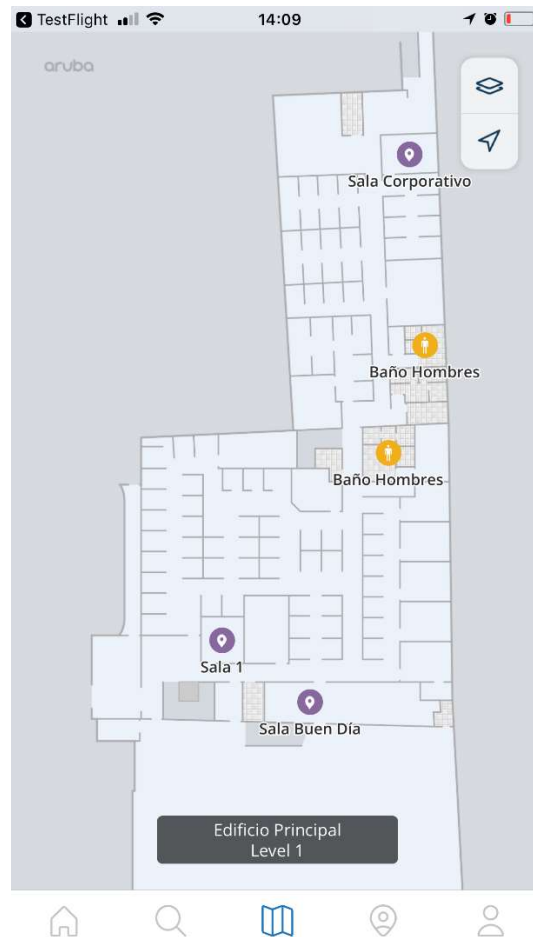 TestFlight 14:09
aruba
Sala Corporativo
Baño Hombres
Baño Hombres
Sala 1
Sala Buen Día
Edificio Principal
Level 1